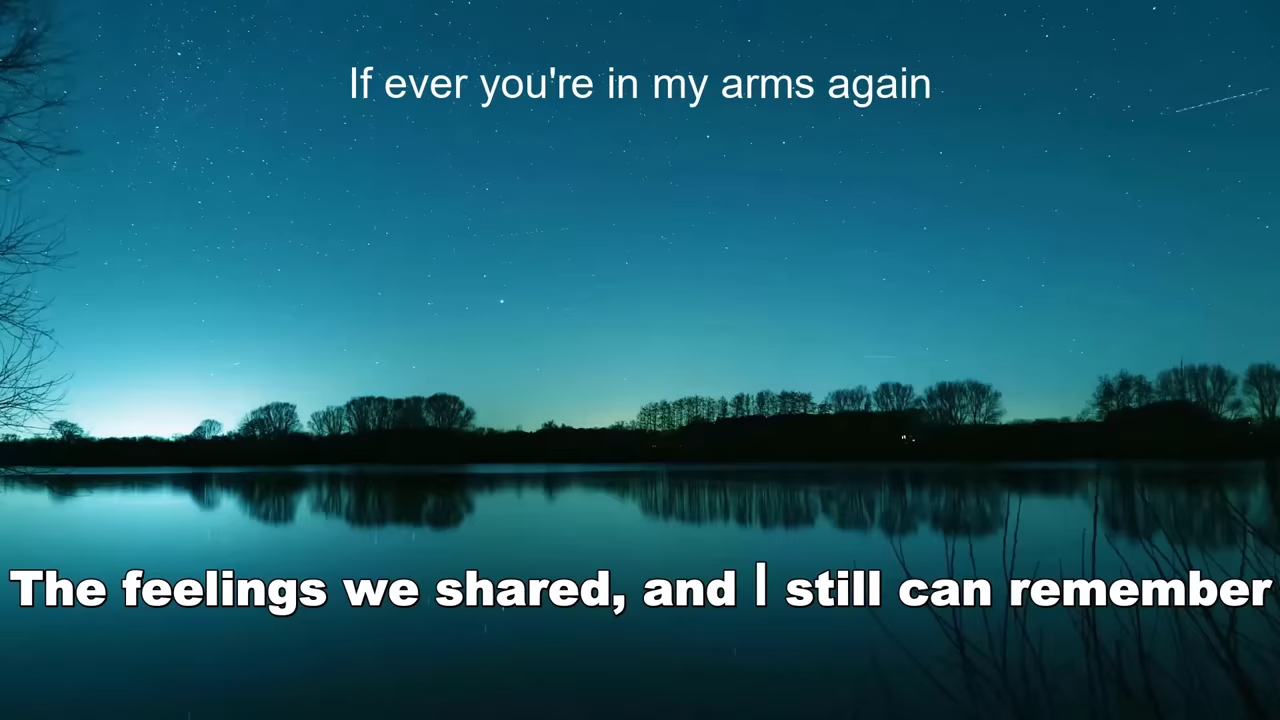 If ever you're in my arms again
The feelings we shared, and I still can remember